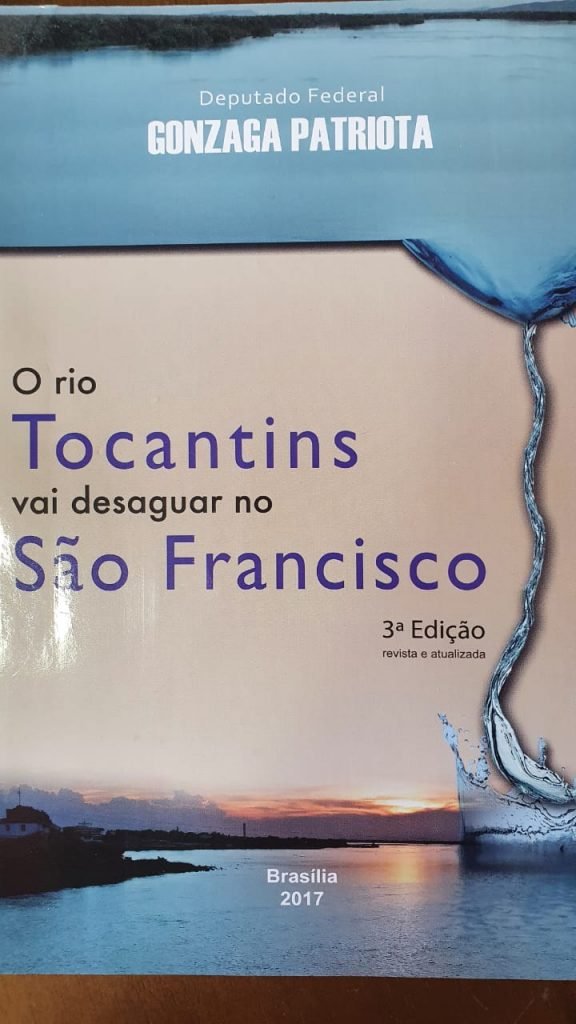 Deputado Federal
GONZAGA PATRIOTA
O rio
Tocantins
vai desaguar no
São Francisco
3ª Edição
revista e atualizada
Brasília
2017